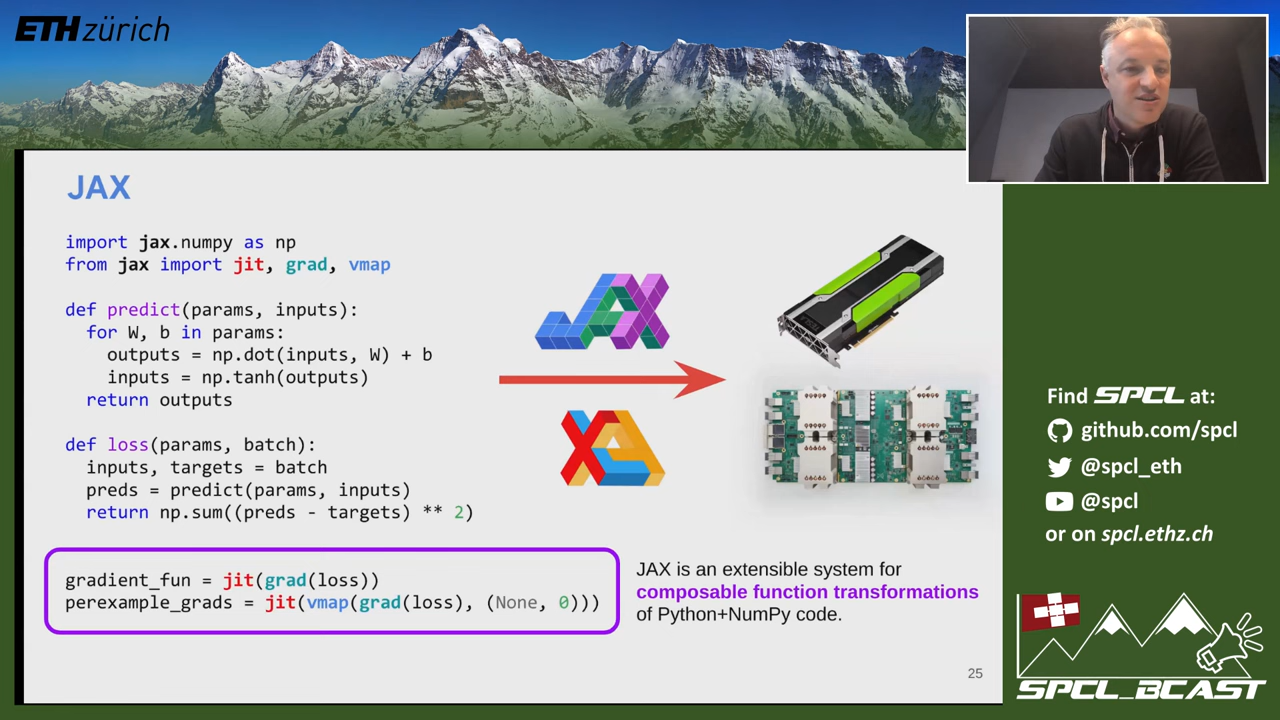 ETH zürich
JAX
import jax.numpy as np
from jax import jit, grad, vmap
def predict(params, inputs):
  for W, b in params:
    outputs = np.dot(inputs, W) + b
    inputs = np.tanh(outputs)
  return outputs
def loss(params, batch):
  inputs, targets = batch
  preds = predict(params, inputs)
  return np.sum((preds - targets) ** 2)
gradient_fun = jit(grad(loss))
perexample_grads = jit(vmap(grad(loss), (None, 0)))
JAX
XLA
JAX is an extensible system for
composable function transformations
of Python+NumPy code.
25
Find SPCL at:
github.com/spcl
@spcl_eth
@spcl
or on spcl.ethz.ch
SPCL_BCAST